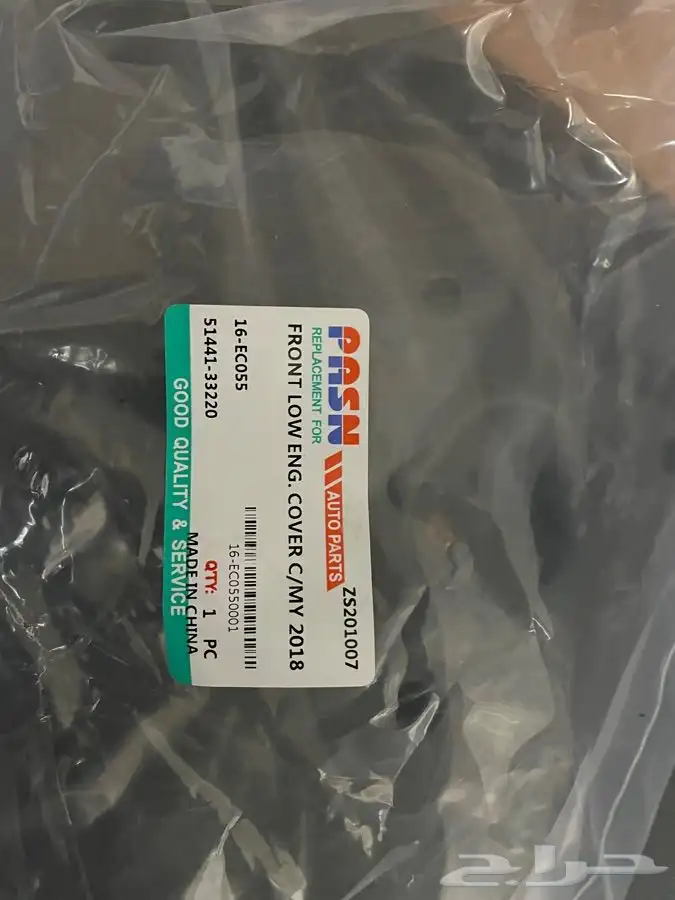 PASN AUTO PARTS ZS201007
REPLACEMENT FOR
FRONT LOW ENG. COVER C/MY 2018
16-EC0550001
16-EC055
51441-33220
Q'TY: 1 PC
MADE IN CHINA
GOOD QUALITY & SERVICE
حراج